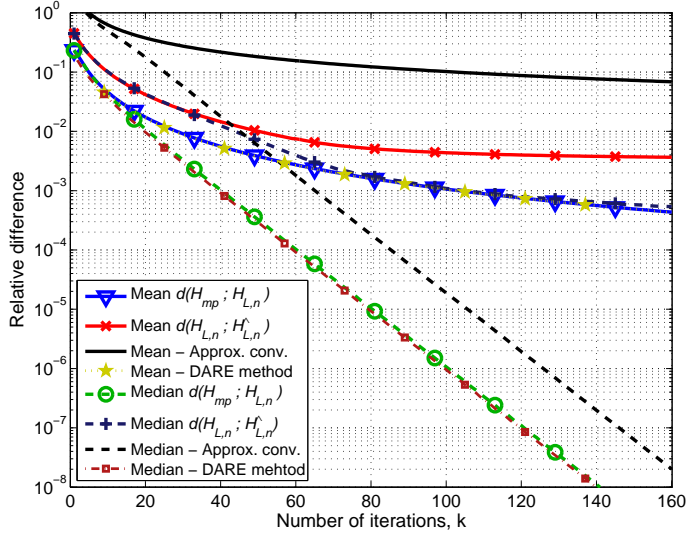 10^0
10^−1
10^−2
10^−3
10^−4
10^−5
10^−6
10^−7
10^−8
Relative difference
Mean d(H_mp ; H_L,n)
Mean d(H_L,n ; H^_L,n)
Mean − Approx. conv.
Mean − DARE method
Median d(H_mp ; H_L,n)
Median d(H_L,n ; H^_L,n)
Median − Approx. conv.
Median − DARE mehtod
0 20 40 60 80 100 120 140 160
Number of iterations, k